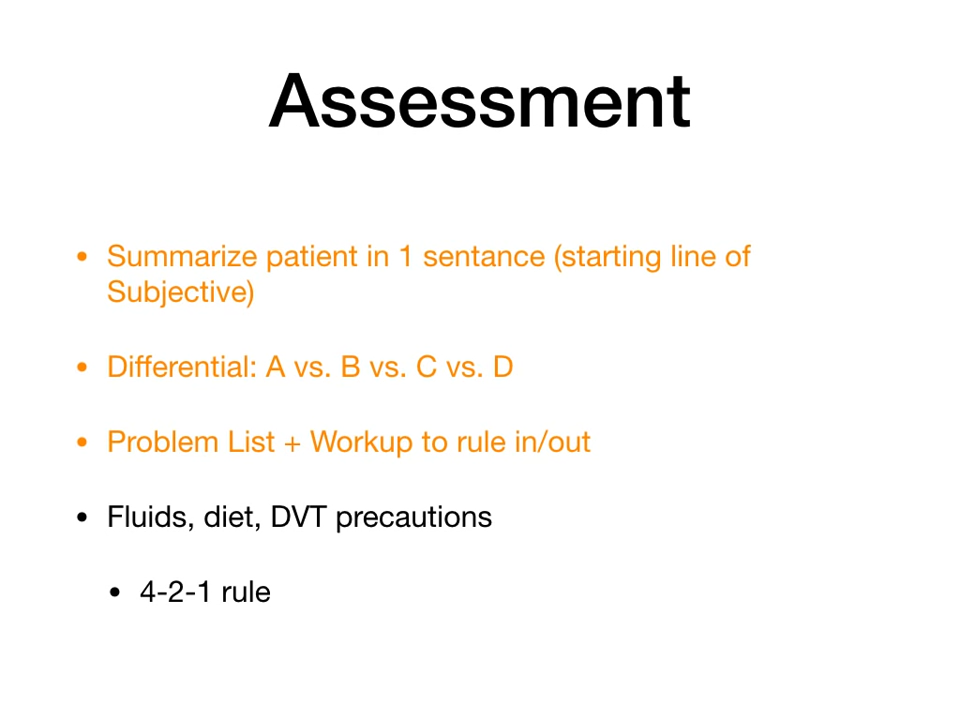 Assessment
• Summarize patient in 1 sentance (starting line of
Subjective)
• Differential: A vs. B vs. C vs. D
• Problem List + Workup to rule in/out
• Fluids, diet, DVT precautions
• 4-2-1 rule